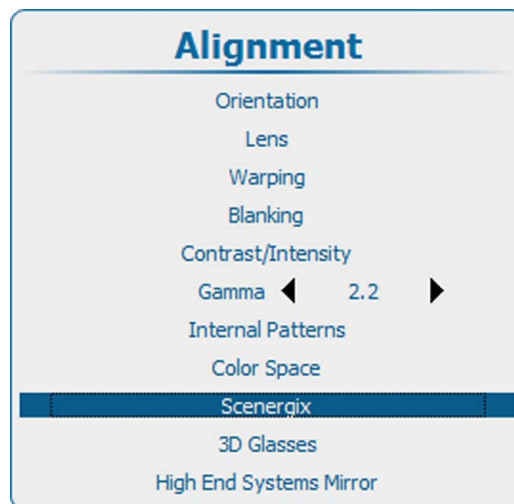 Alignment
Orientation
Lens
Warping
Blanking
Contrast/Intensity
Gamma 2.2
Internal Patterns
Color Space
Scenergix
3D Glasses
High End Systems Mirror